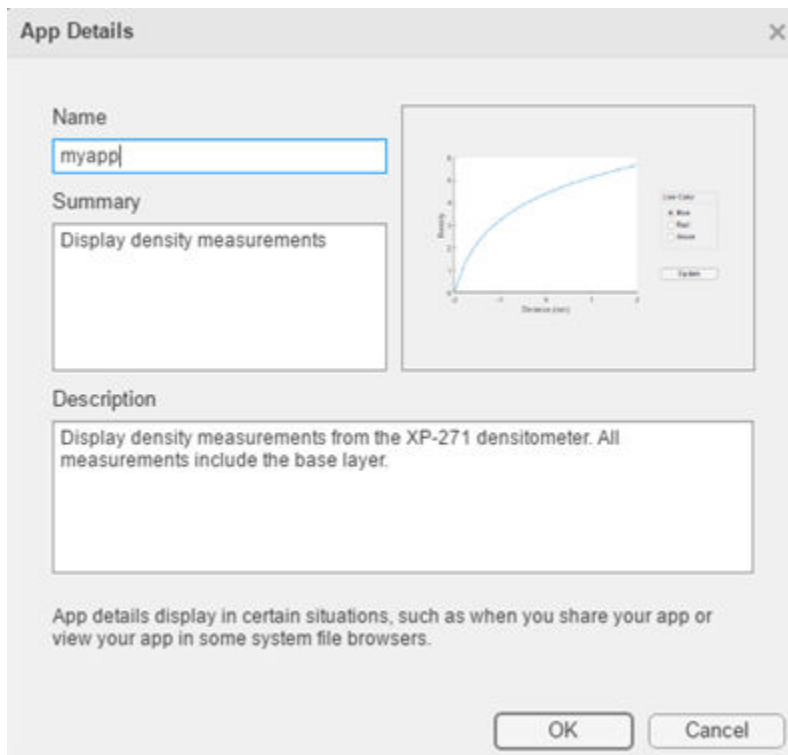 App Details
Name
myapp
Summary
Display density measurements
Description
Display density measurements from the XP-271 densitometer. All
measurements include the base layer.
App details display in certain situations, such as when you share your app or
view your app in some system file browsers.
OK
Cancel